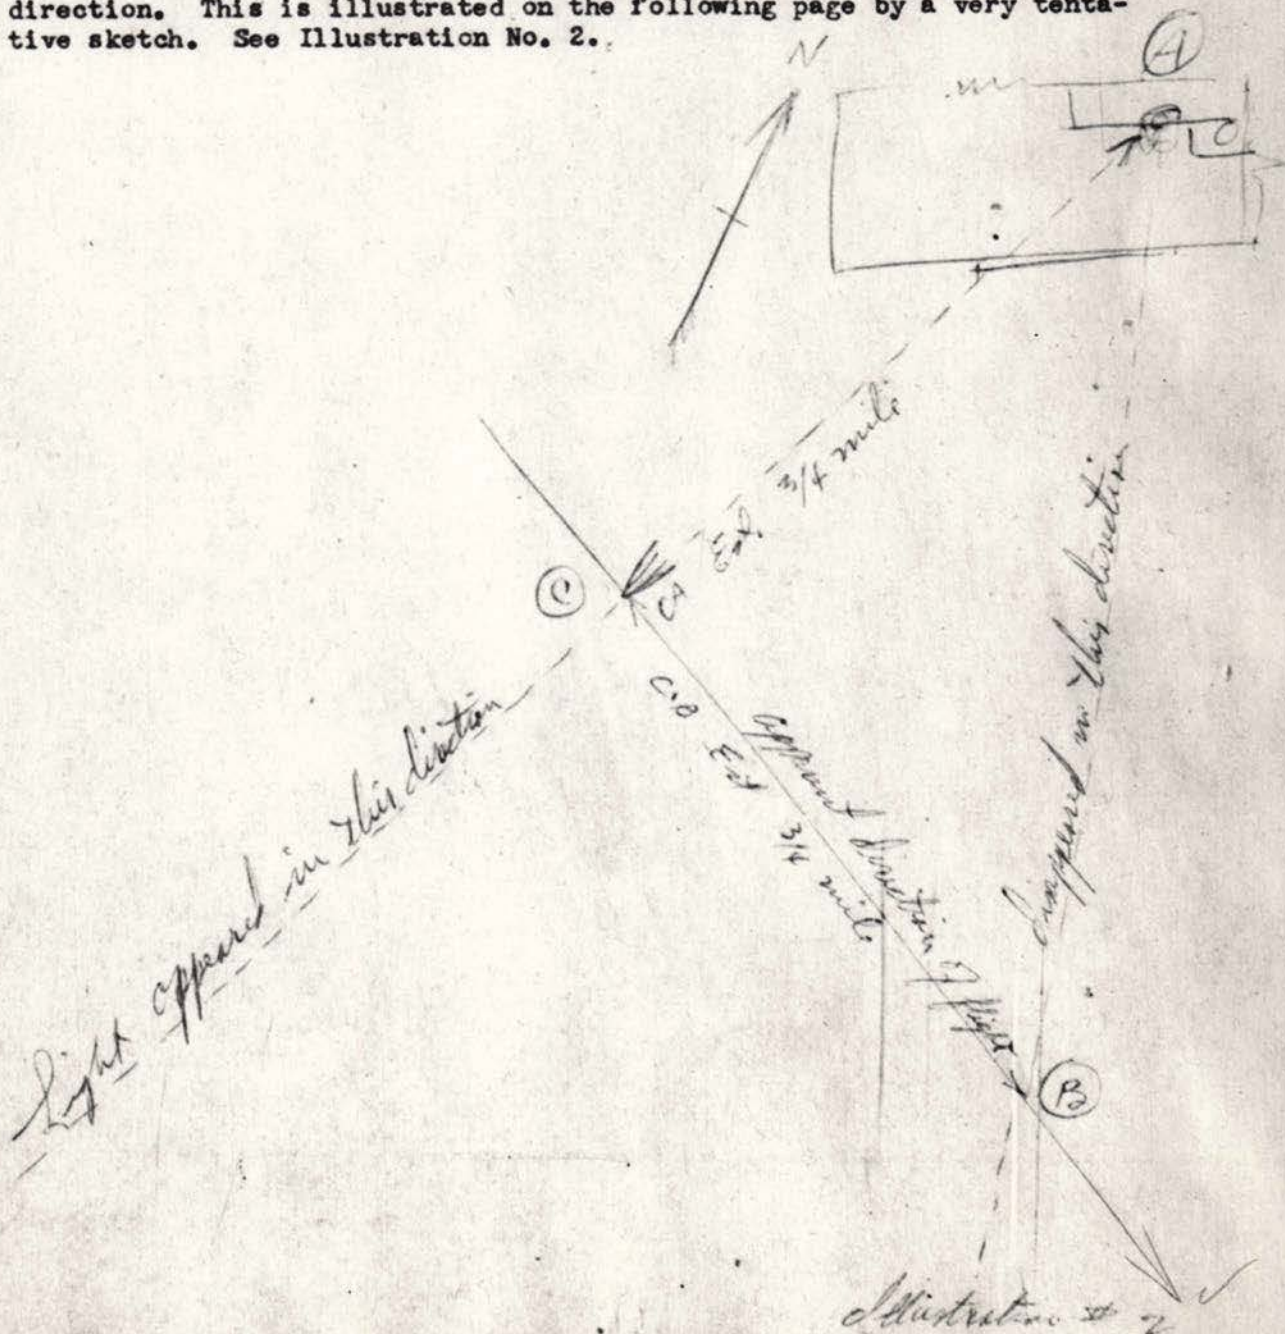 direction. This is illustrated on the following page by a very tenta-
tive sketch. See Illustration No. 2.
N
A
Est. 3/4 mile
C
Light appeared in this direction
C-B Est 3/4 mile
apparent direction of flight
disappeared in this direction
B
Illustration # 2